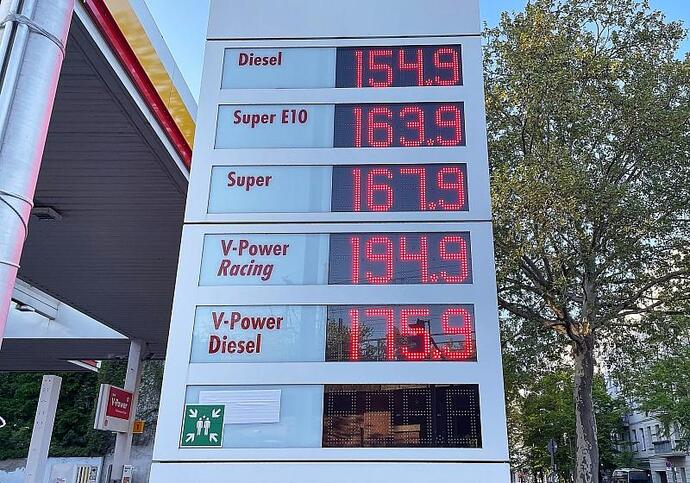 Diesel 154.9
Super E10 163.9
Super 167.9
V-Power
Racing 194.9
V-Power
Diesel 175.9
V-Power